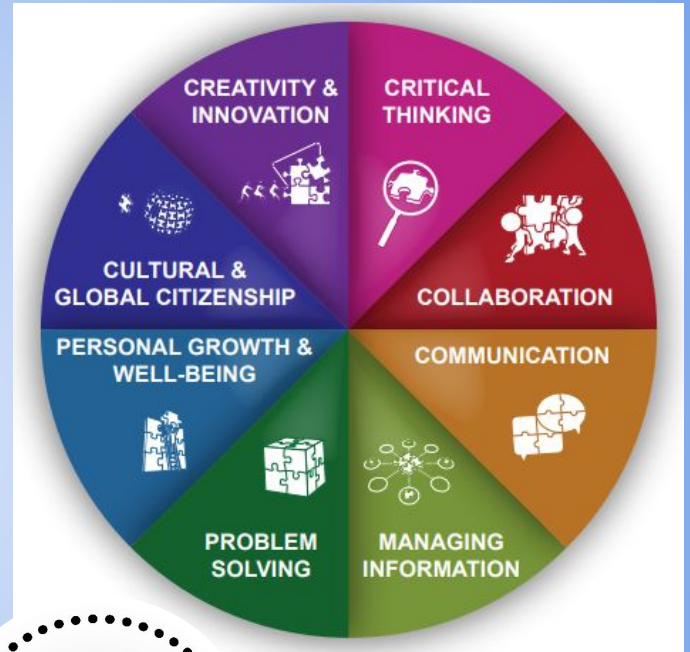 CREATIVITY &
INNOVATION
CRITICAL
THINKING
CULTURAL &
GLOBAL CITIZENSHIP
COLLABORATION
PERSONAL GROWTH &
WELL-BEING
COMMUNICATION
PROBLEM
SOLVING
MANAGING
INFORMATION